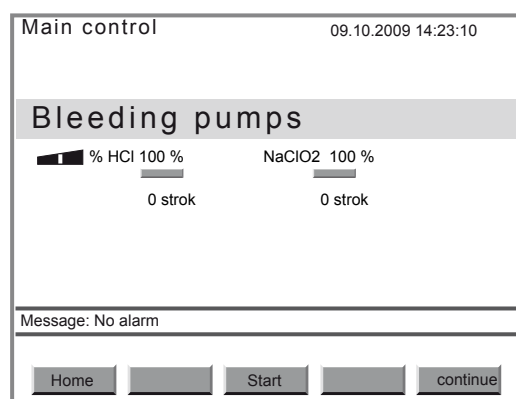 Main control 09.10.2009 14:23:10
Bleeding pumps
% HCl 100 % NaClO2 100 %
0 strok 0 strok
Message: No alarm
Home Start continue